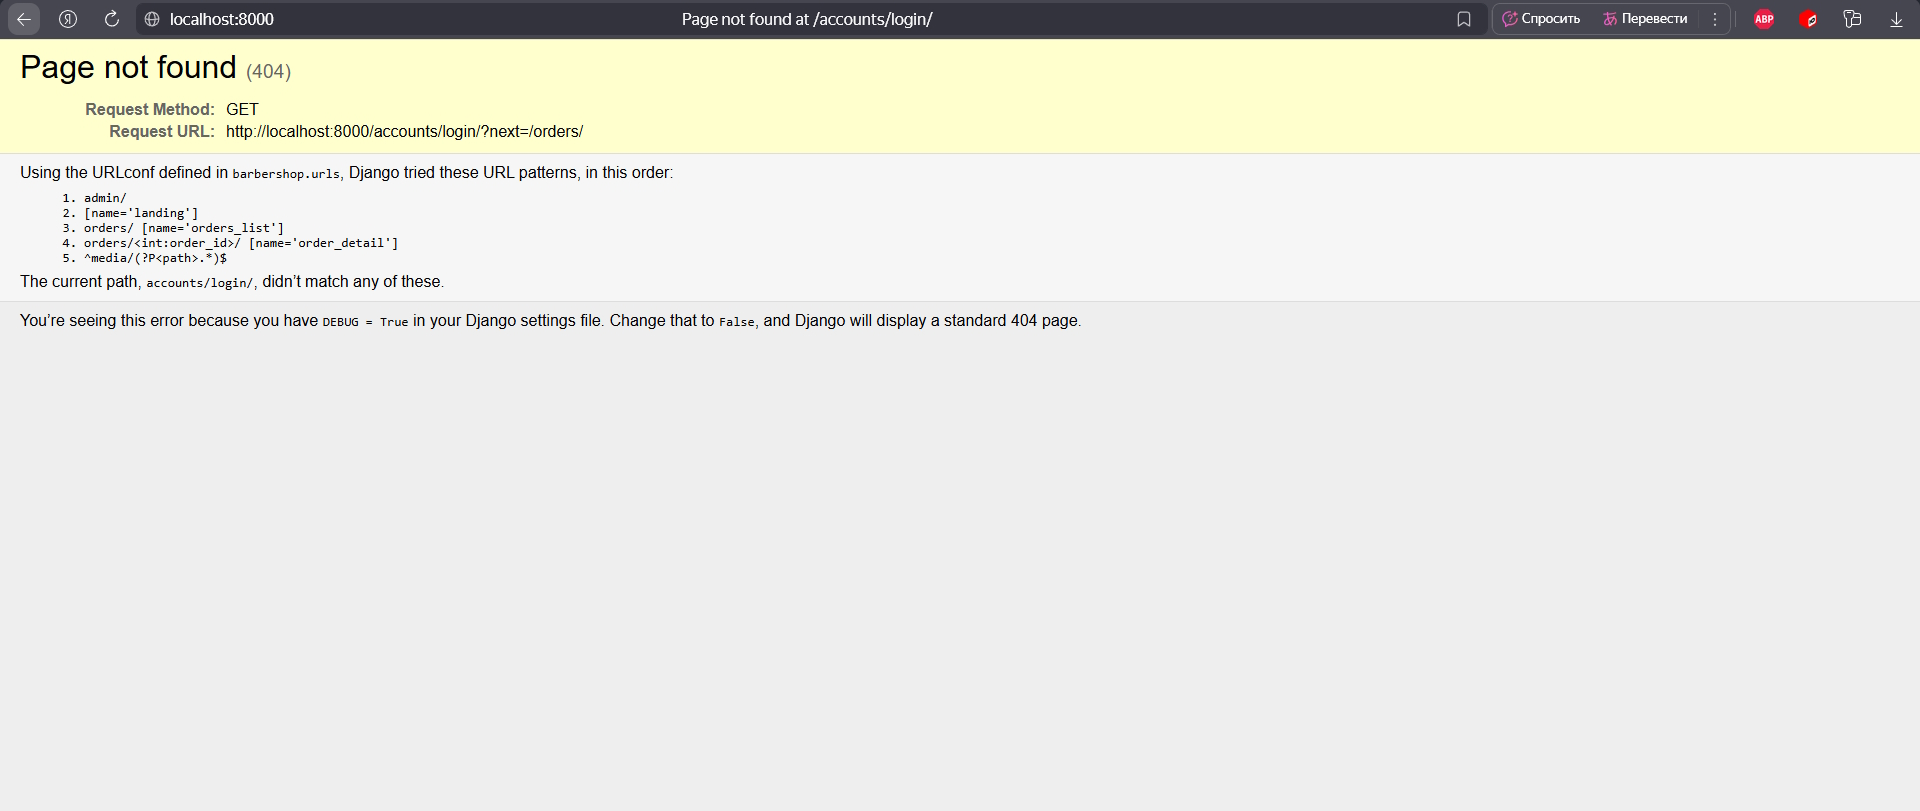 localhost:8000 Page not found at /accounts/login/ Спросить Перевести ABP
Page not found (404)
Request Method: GET
Request URL: http://localhost:8000/accounts/login/?next=/orders/
Using the URLconf defined in barbershop.urls, Django tried these URL patterns, in this order:
1. admin/
2. [name='landing']
3. orders/ [name='orders_list']
4. orders/<int:order_id>/ [name='order_detail']
5. ^media/(?P<path>.*)$
The current path, accounts/login/, didn’t match any of these.
You’re seeing this error because you have DEBUG = True in your Django settings file. Change that to False, and Django will display a standard 404 page.